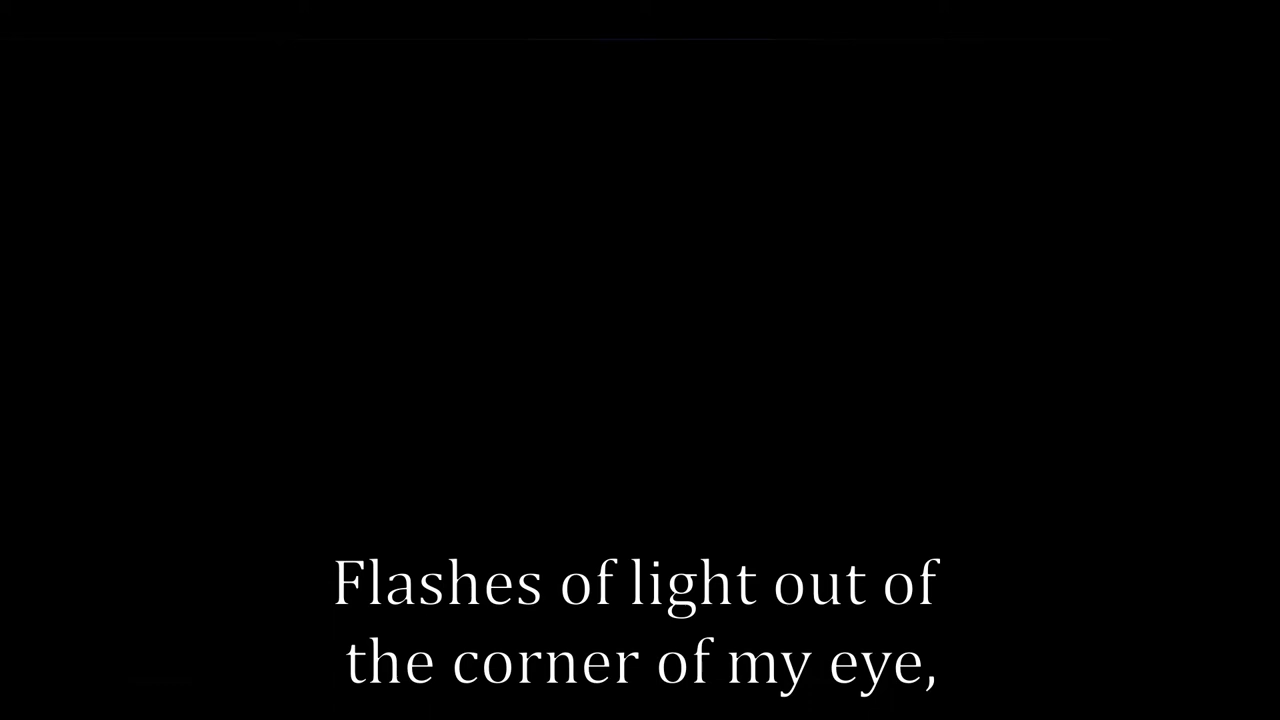 Flashes of light out of
the corner of my eye,